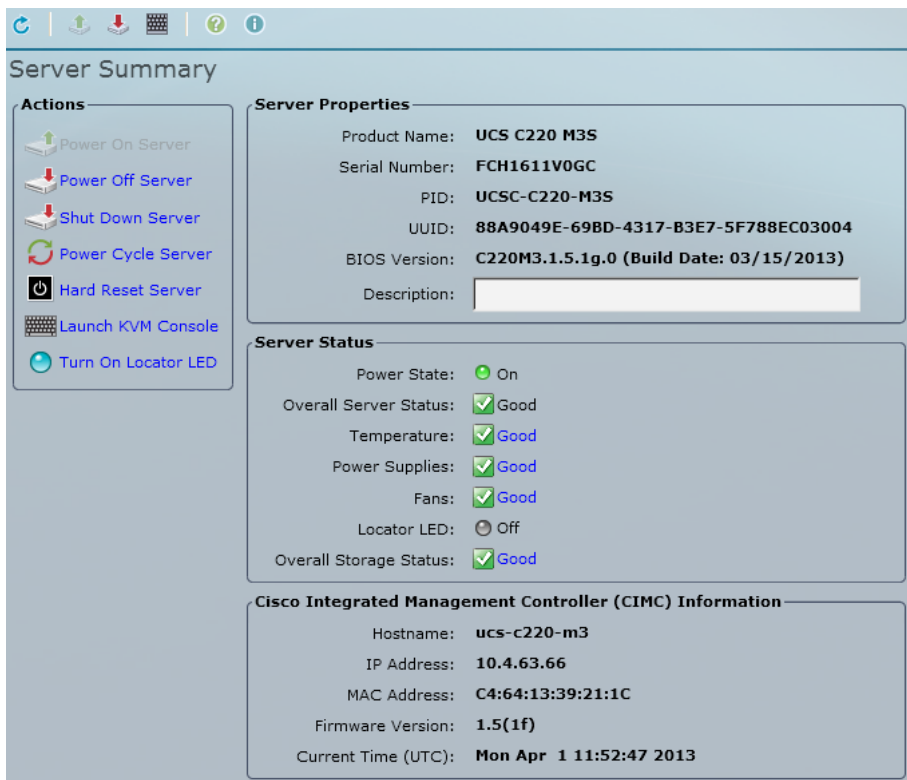 Server Summary
Actions
Power On Server
Power Off Server
Shut Down Server
Power Cycle Server
Hard Reset Server
Launch KVM Console
Turn On Locator LED
Server Properties
Product Name: UCS C220 M3S
Serial Number: FCH1611V0GC
PID: UCSC-C220-M3S
UUID: 88A9049E-69BD-4317-B3E7-5F788EC03004
BIOS Version: C220M3.1.5.1g.0 (Build Date: 03/15/2013)
Description:
Server Status
Power State: On
Overall Server Status: Good
Temperature: Good
Power Supplies: Good
Fans: Good
Locator LED: Off
Overall Storage Status: Good
Cisco Integrated Management Controller (CIMC) Information
Hostname: ucs-c220-m3
IP Address: 10.4.63.66
MAC Address: C4:64:13:39:21:1C
Firmware Version: 1.5(1f)
Current Time (UTC): Mon Apr 1 11:52:47 2013